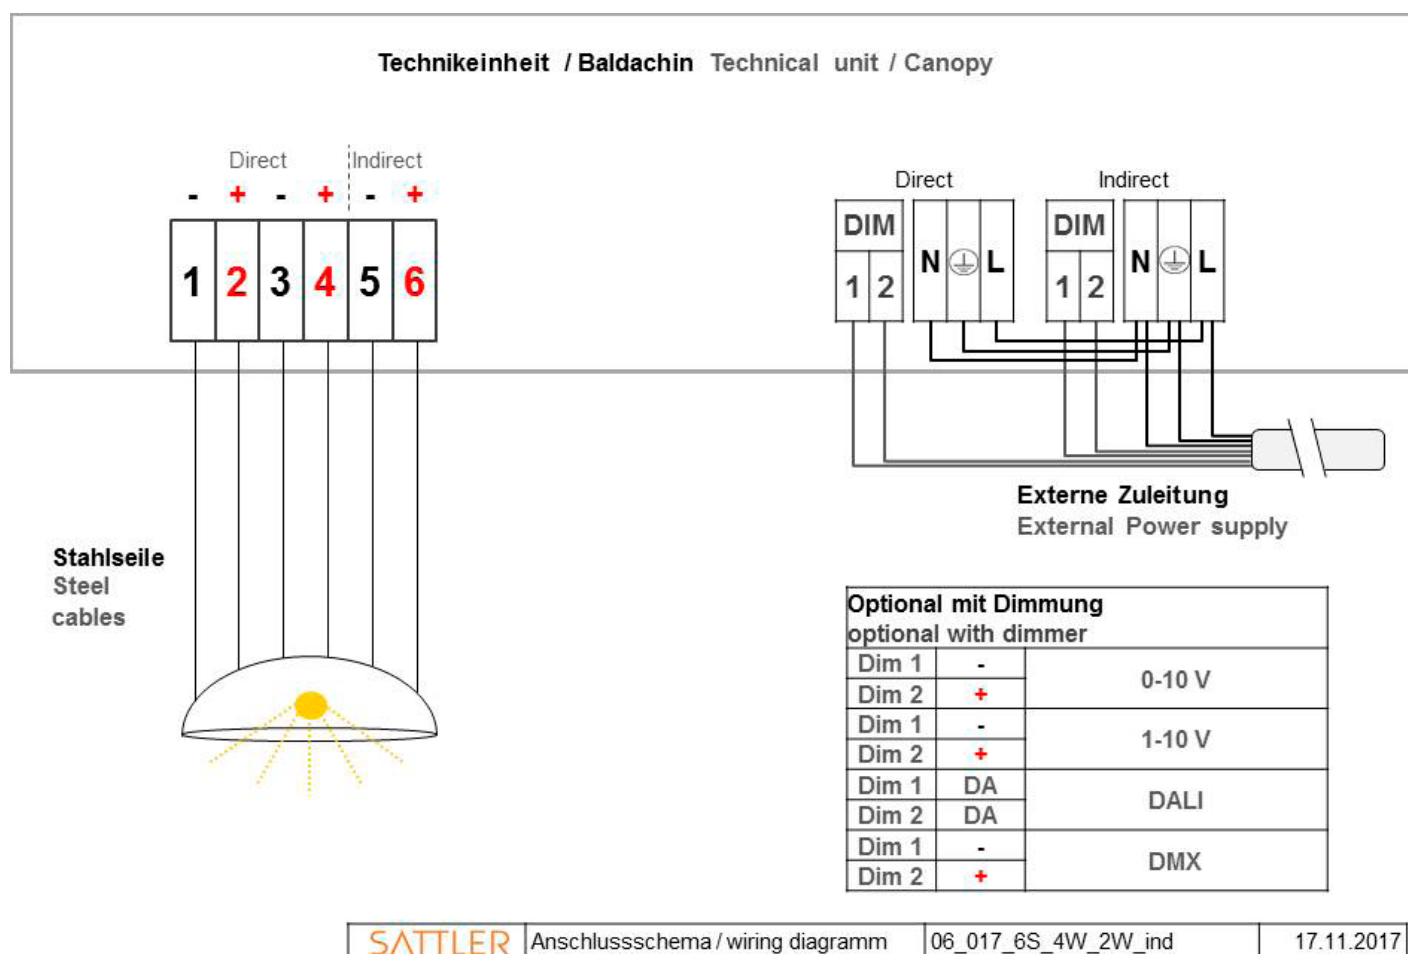 Technikeinheit / Baldachin Technical unit / Canopy
Direct Indirect
- + - + - +
1 2 3 4 5 6
Direct Indirect
DIM N L DIM N L
1 2 1 2
Externe Zuleitung
External Power supply
Stahlseile
Steel
cables
Optional mit Dimmung
optional with dimmer
Dim 1 - 0-10 V
Dim 2 +
Dim 1 - 1-10 V
Dim 2 +
Dim 1 DA DALI
Dim 2 DA
Dim 1 - DMX
Dim 2 +
SATTLER Anschlussschema / wiring diagramm 06_017_6S_4W_2W_ind 17.11.2017